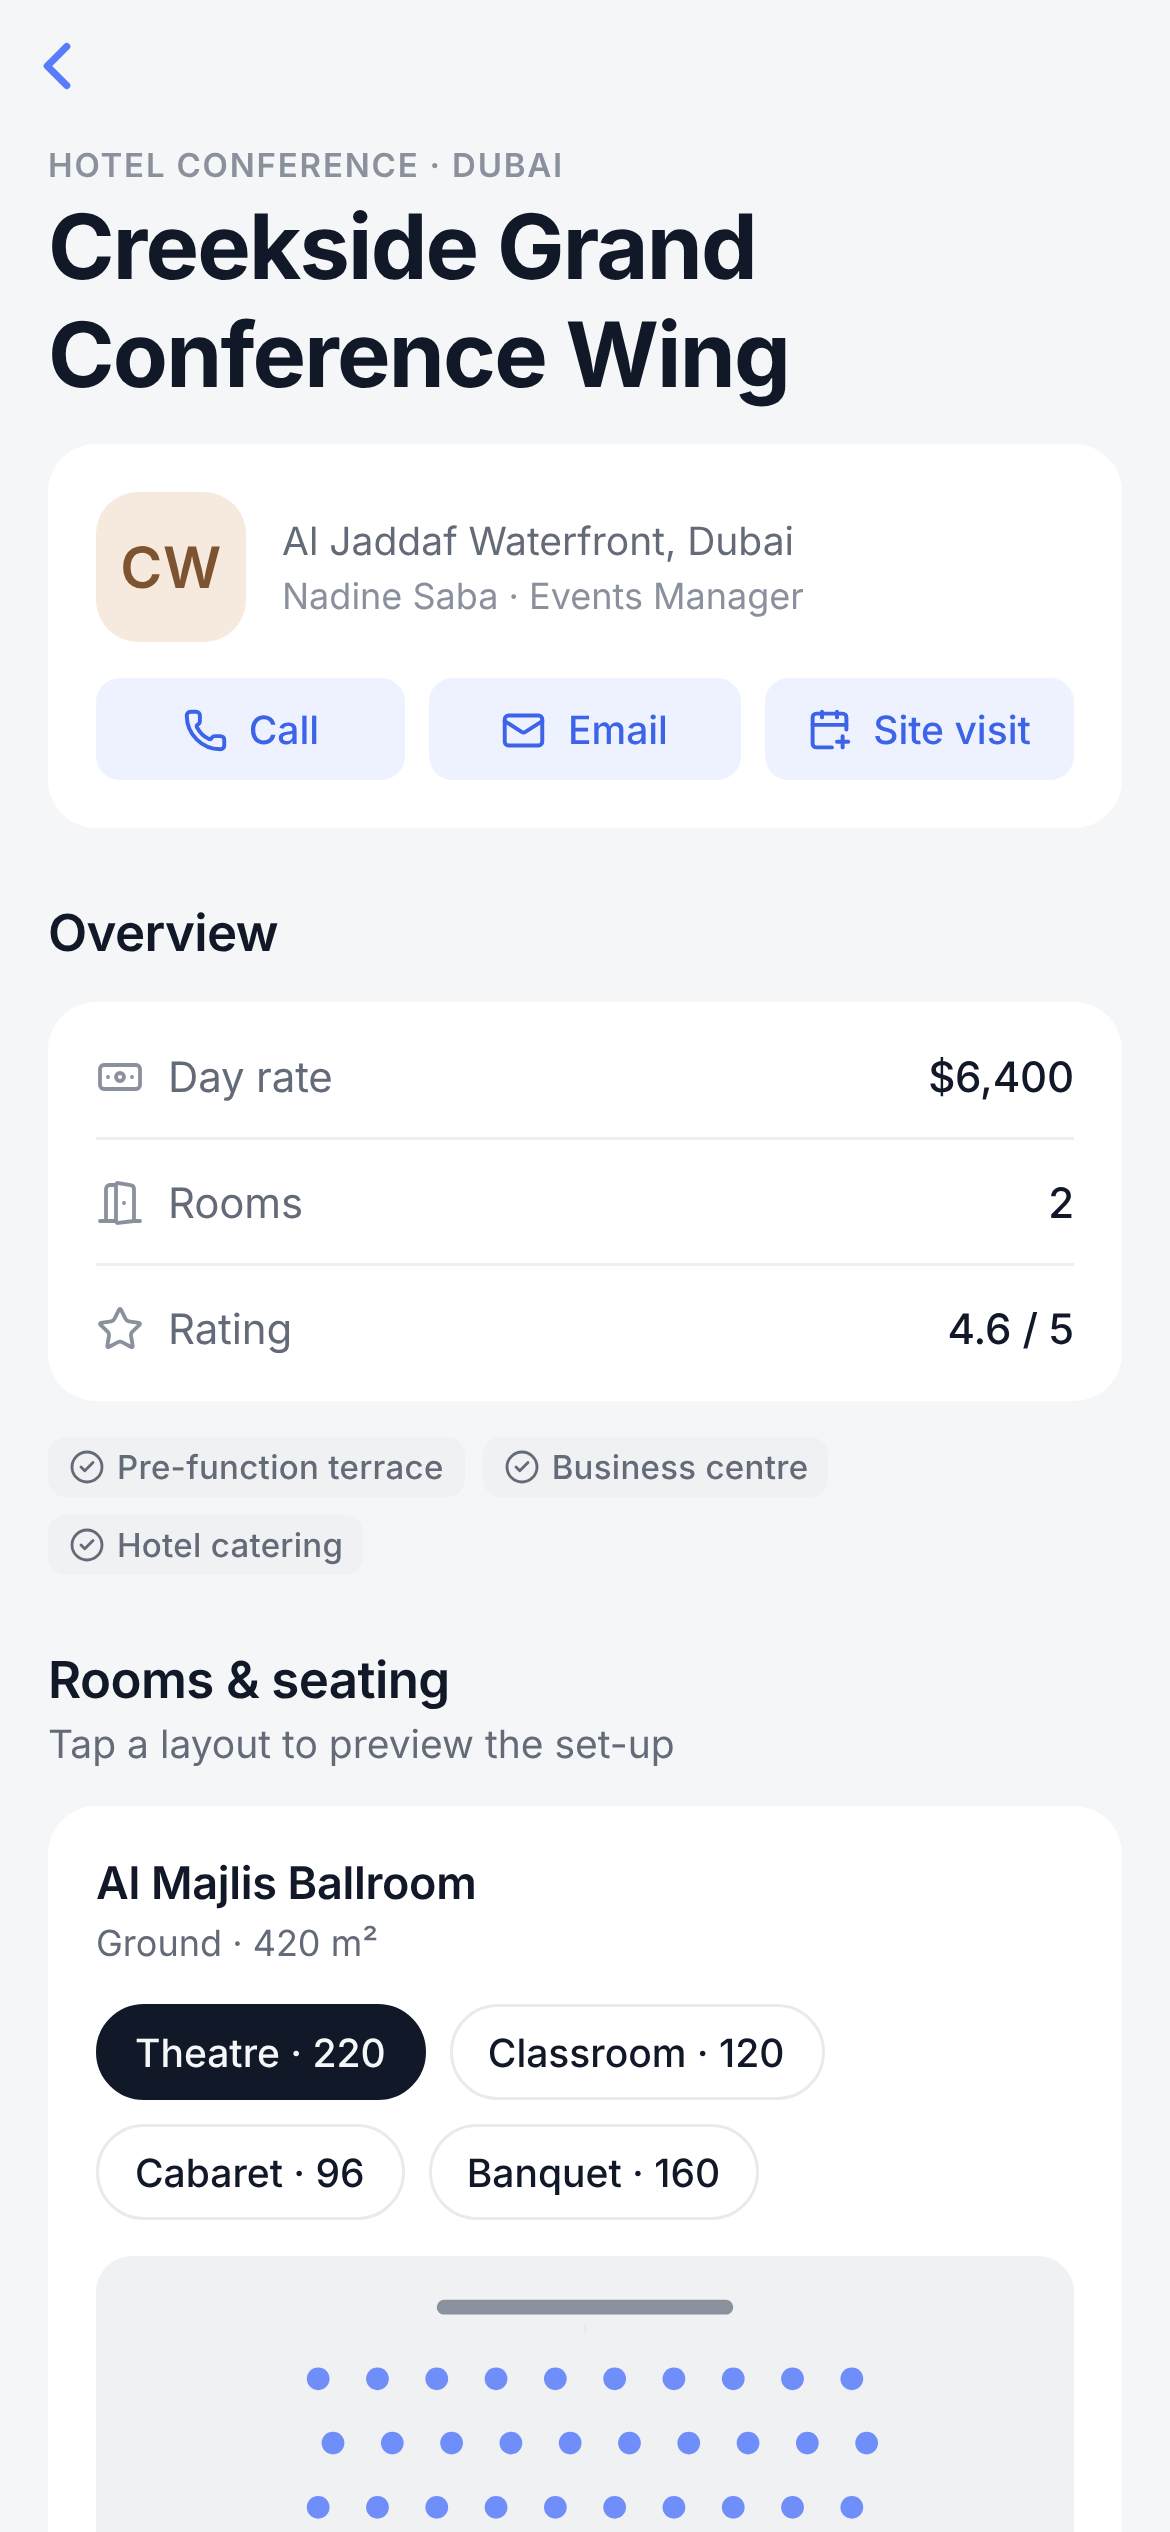 HOTEL CONFERENCE · DUBAI
Creekside Grand
Conference Wing
CW
Al Jaddaf Waterfront, Dubai
Nadine Saba · Events Manager
Call
Email
Site visit
Overview
Day rate
$6,400
Rooms
2
Rating
4.6 / 5
Pre-function terrace
Business centre
Hotel catering
Rooms & seating
Tap a layout to preview the set-up
Al Majlis Ballroom
Ground · 420 m²
Theatre · 220
Classroom · 120
Cabaret · 96
Banquet · 160